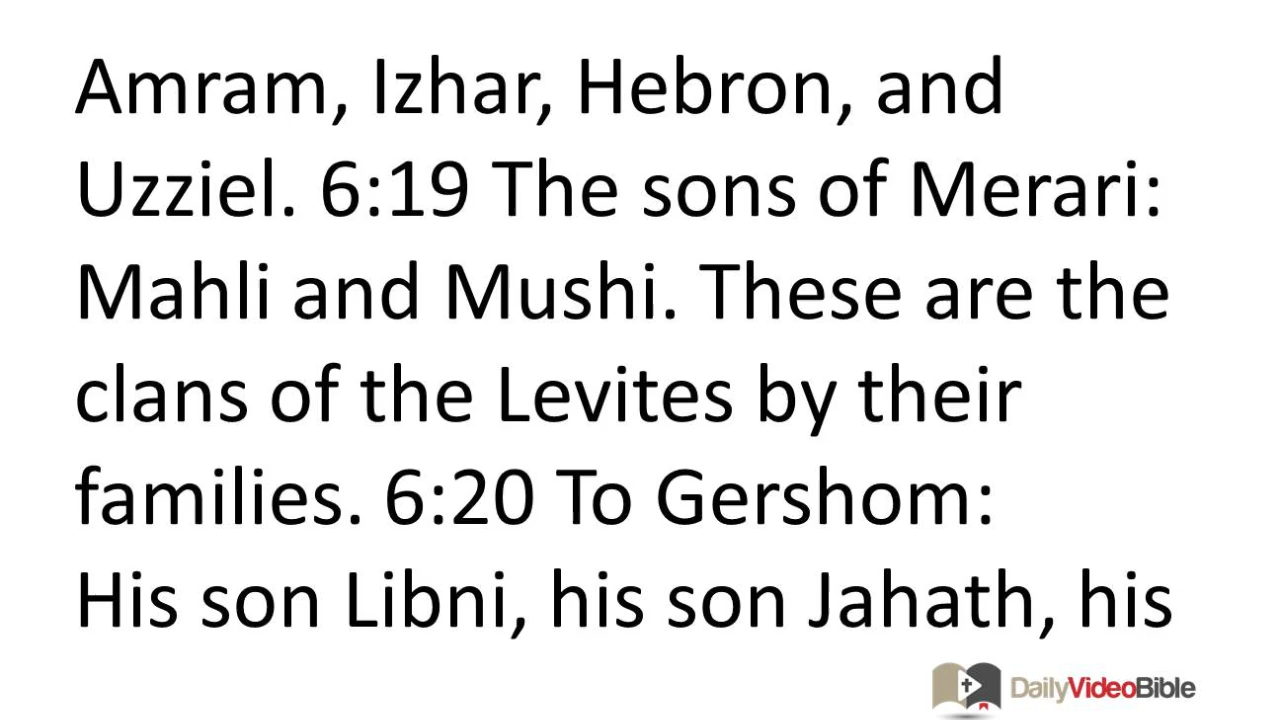 Amram, Izhar, Hebron, and
Uzziel. 6:19 The sons of Merari:
Mahli and Mushi. These are the
clans of the Levites by their
families. 6:20 To Gershom:
His son Libni, his son Jahath, his
DailyVideoBible